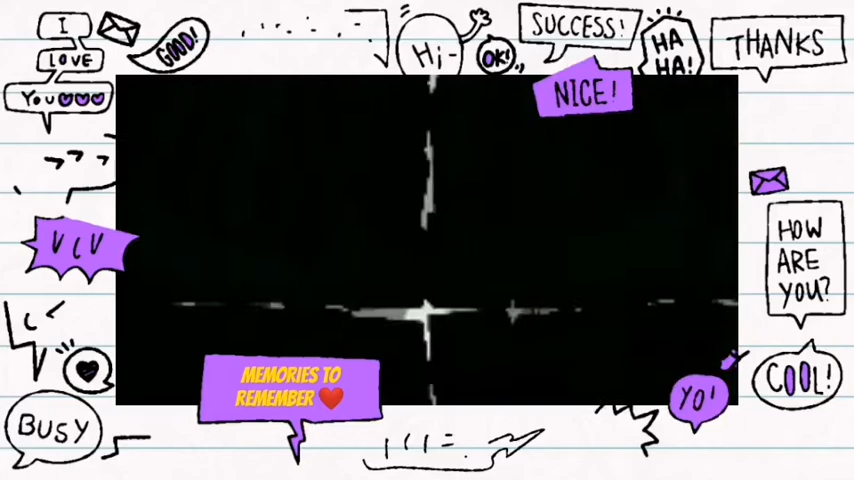 I
LOVE
YOU
GOOD!
Hi-
OK!
SUCCESS!
HA
HA!
THANKS
NICE!
HOW
ARE
YOU?
MEMORIES TO
REMEMBER ❤️
YO!
COOL!
BUSY